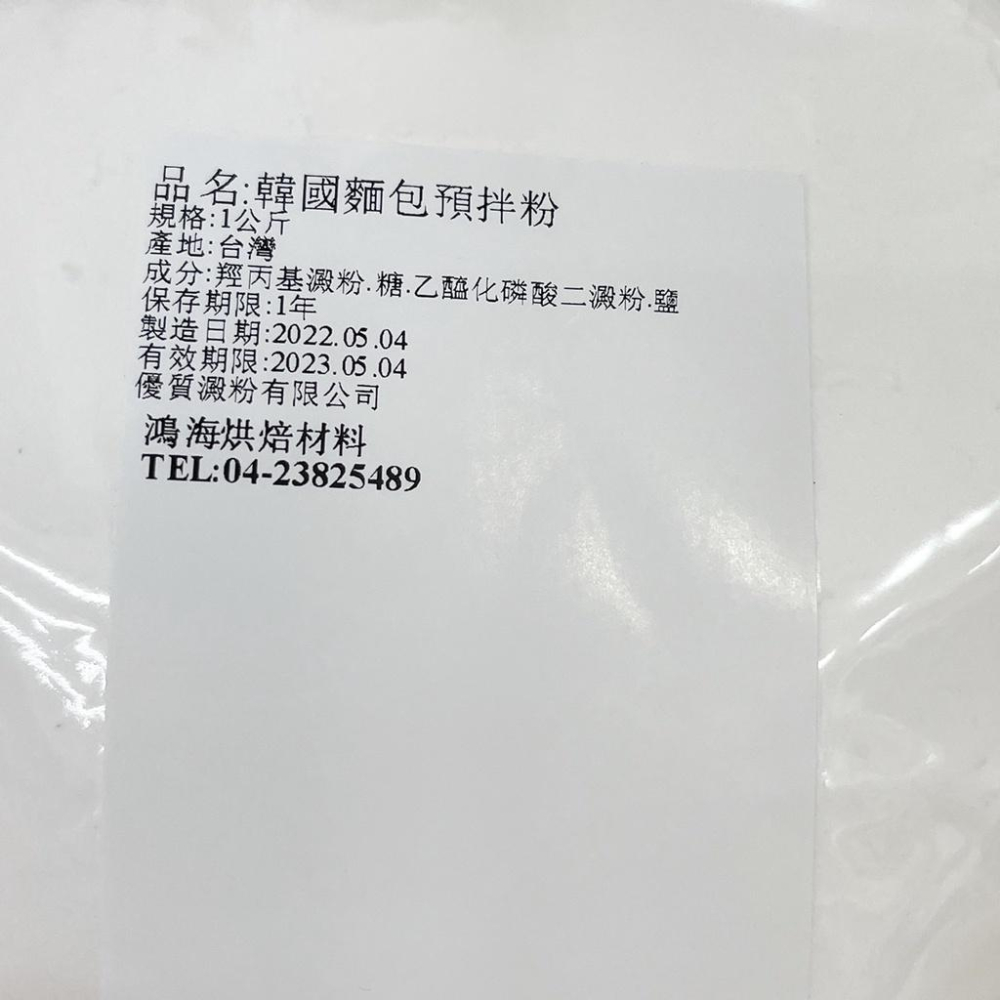 品名:韓國麵包預拌粉
規格:1公斤
產地:台灣
成分:羥丙基澱粉.糖.乙醯化磷酸二澱粉.鹽
保存期限:1年
製造日期:2022.05.04
有效期限:2023.05.04
優質澱粉有限公司
鴻海烘焙材料
TEL:04-23825489